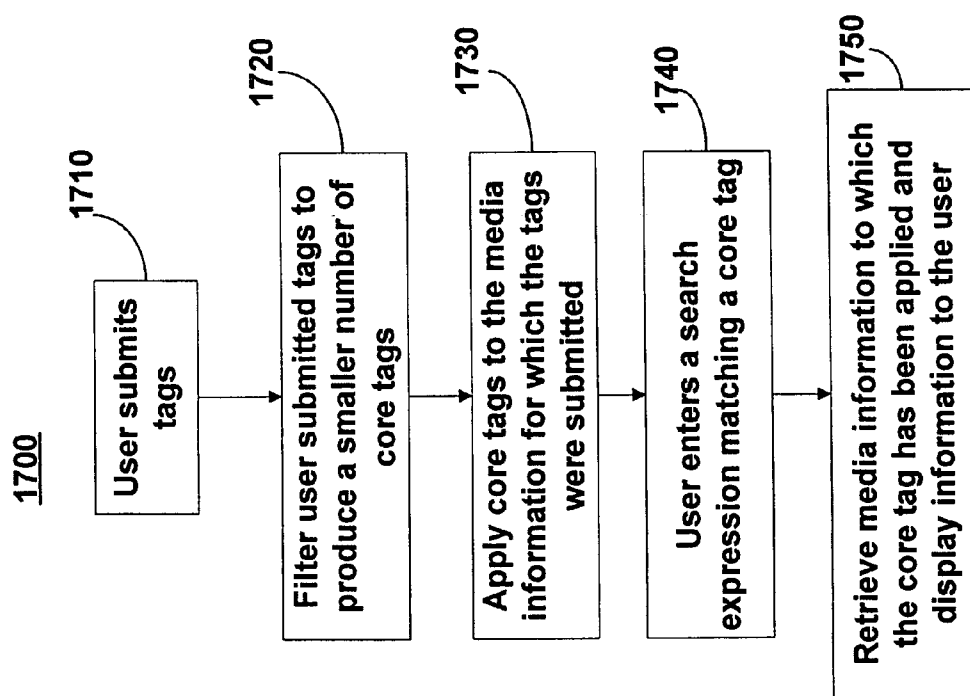 1700
1710
User submits
tags
1720
Filter user submitted tags to
produce a smaller number of
core tags
1730
Apply core tags to the media
information for which the tags
were submitted
1740
User enters a search
expression matching a core tag
1750
Retrieve media information to which
the core tag has been applied and
display information to the user